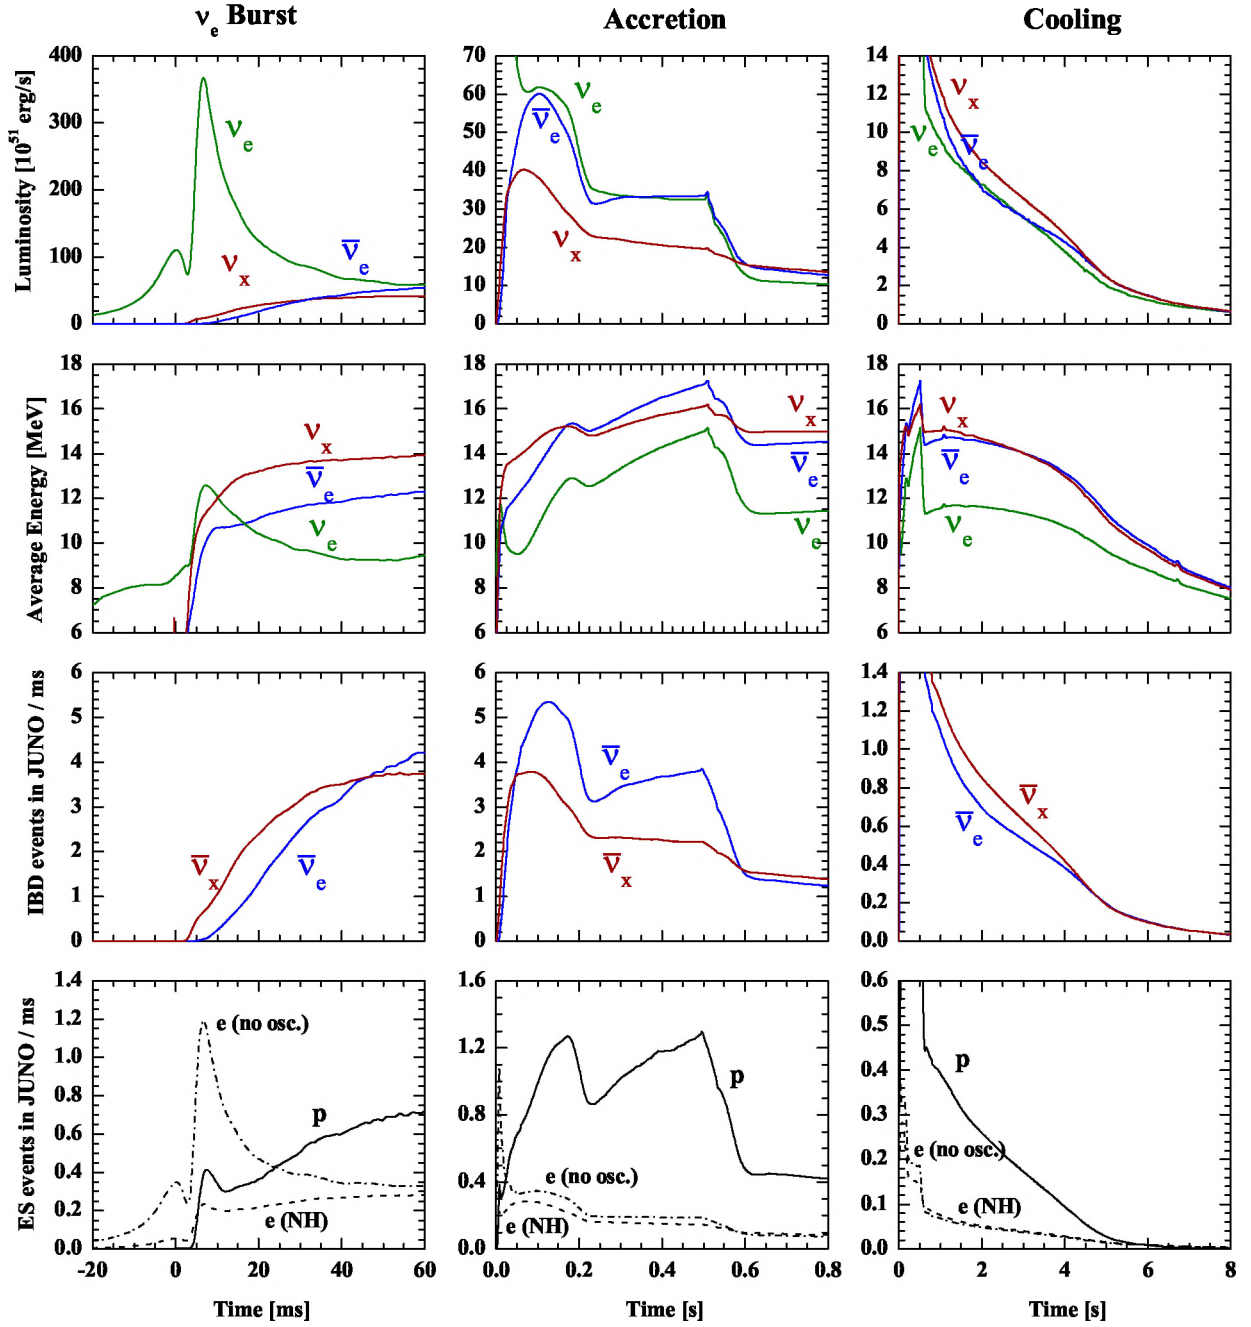 νe Burst Accretion Cooling
Luminosity [10^51 erg/s]
400
300
200
100
0
νe
νx
ν̄e
70
60
50
40
30
20
10
0
νe
ν̄e
νx
14
12
10
8
6
4
2
0
νx
ν̄e
νe
Average Energy [MeV]
18
16
14
12
10
8
6
νx
ν̄e
νe
18
16
14
12
10
8
6
νx
ν̄e
νe
18
16
14
12
10
8
6
νx
ν̄e
νe
IBD events in JUNO / ms
6
5
4
3
2
1
0
ν̄x
ν̄e
6
5
4
3
2
1
0
ν̄e
ν̄x
1.4
1.2
1.0
0.8
0.6
0.4
0.2
0.0
ν̄x
ν̄e
ES events in JUNO / ms
1.4
1.2
1.0
0.8
0.6
0.4
0.2
0.0
e (no osc.)
p
e (NH)
-20 0 20 40 60
Time [ms]
1.6
1.2
0.8
0.4
0.0
p
e (no osc.)
e (NH)
0.0 0.2 0.4 0.6 0.8
Time [s]
0.6
0.5
0.4
0.3
0.2
0.1
0.0
p
e (no osc.)
e (NH)
0 2 4 6 8
Time [s]